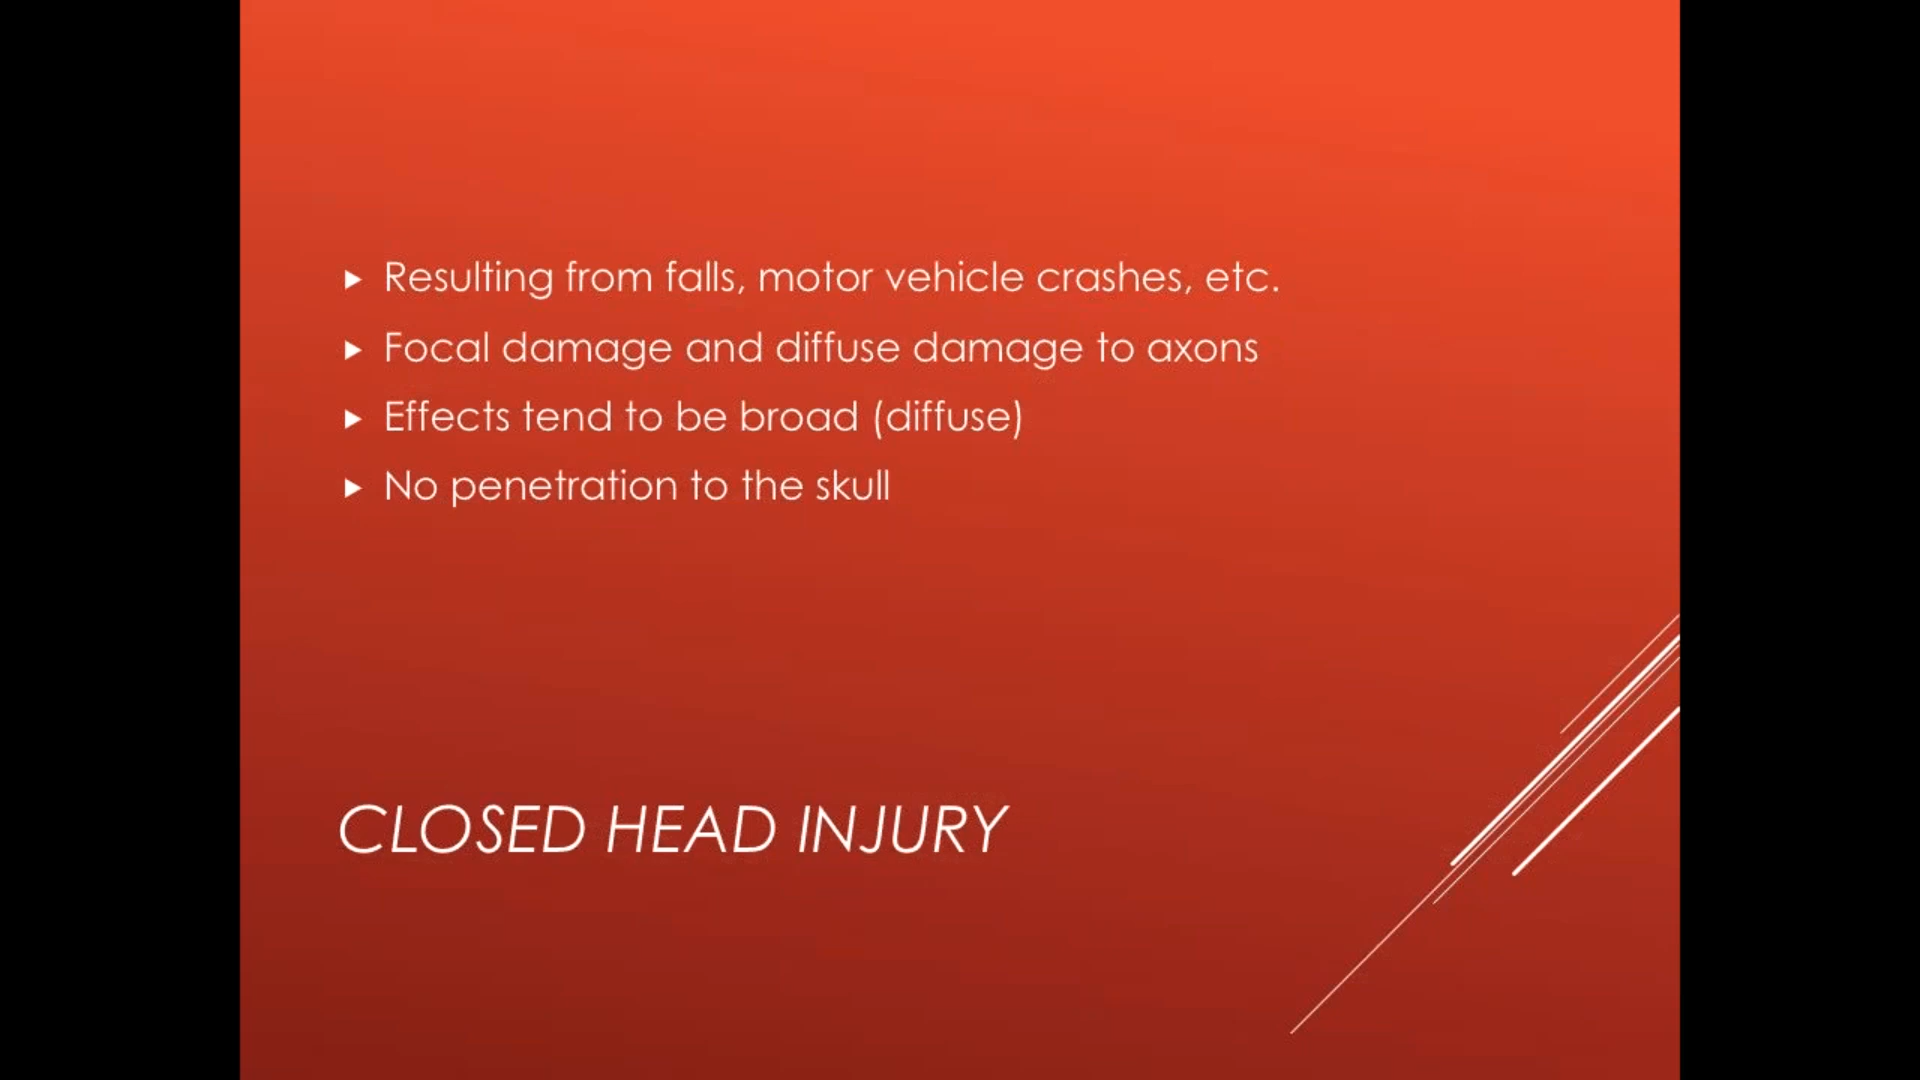 Resulting from falls, motor vehicle crashes, etc.
Focal damage and diffuse damage to axons
Effects tend to be broad (diffuse)
No penetration to the skull
CLOSED HEAD INJURY